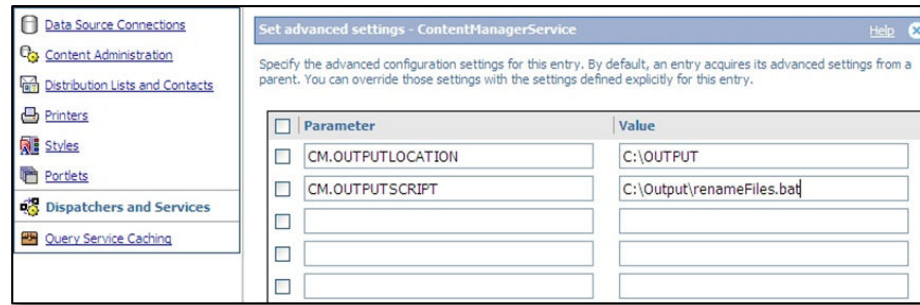 Data Source Connections
Content Administration
Distribution Lists and Contacts
Printers
Styles
Portlets
Dispatchers and Services
Query Service Caching
Set advanced settings - ContentManagerService
Help
Specify the advanced configuration settings for this entry. By default, an entry acquires its advanced settings from a
parent. You can override those settings with the settings defined explicitly for this entry.
Parameter Value
CM.OUTPUTLOCATION C:\OUTPUT
CM.OUTPUTSCRIPT C:\Output\renameFiles.bat